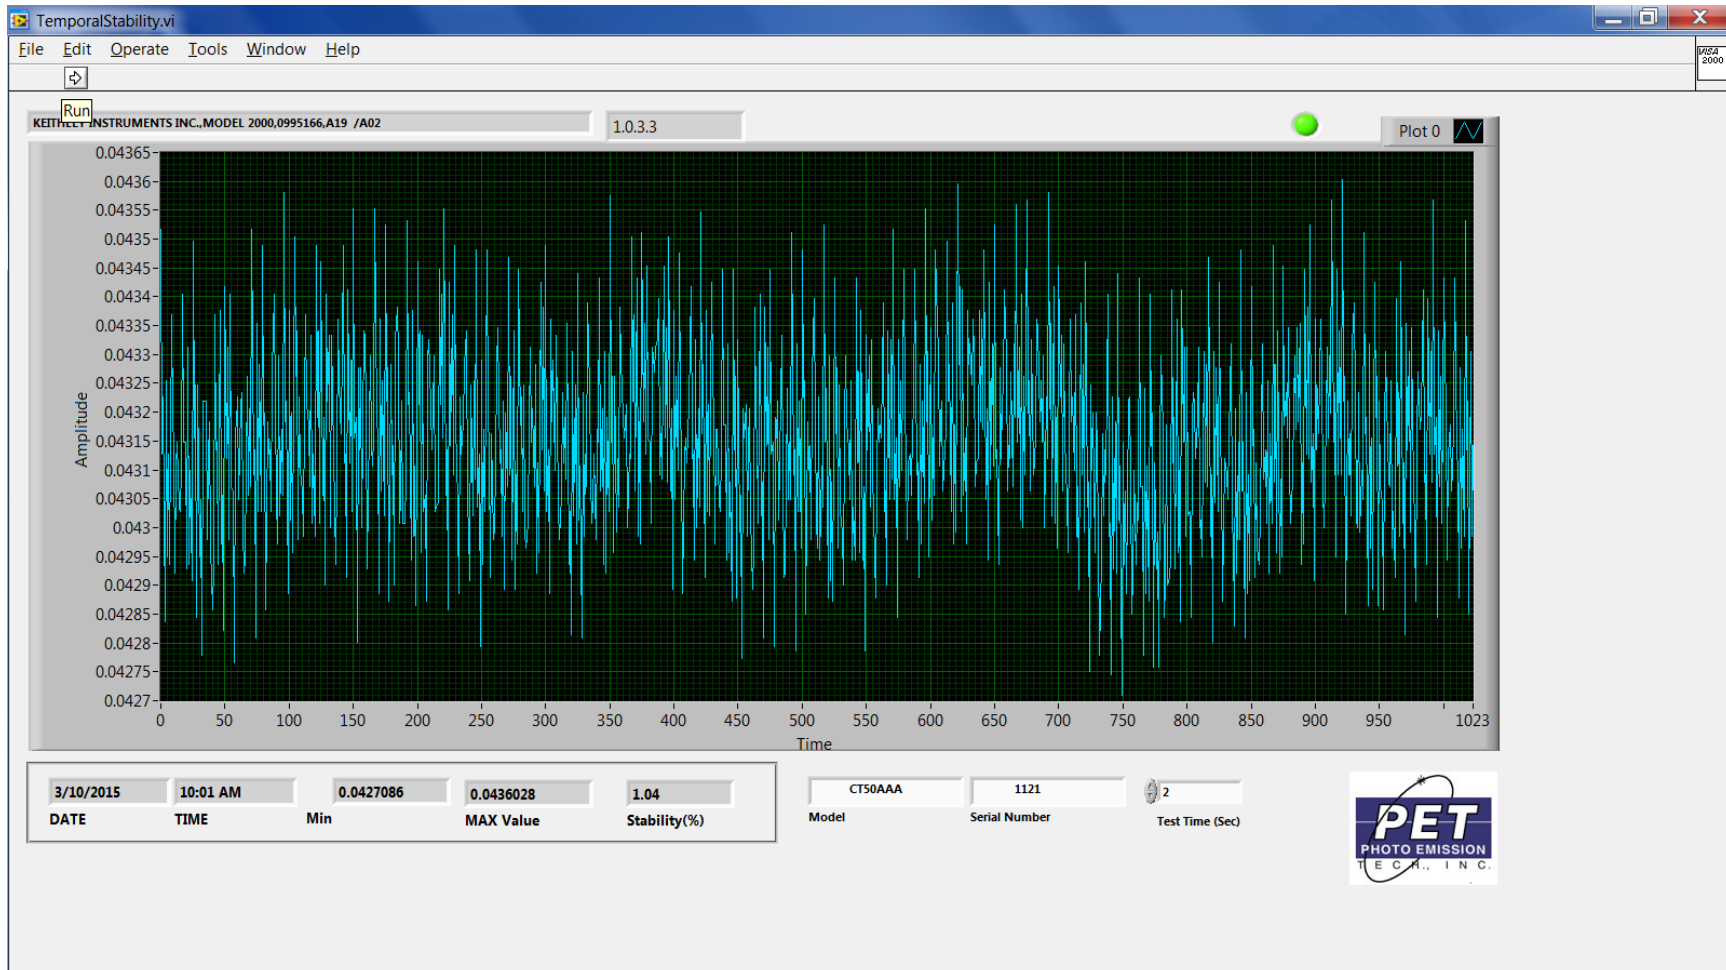 TemporalStability.vi
File Edit Operate Tools Window Help
VISA
2000
Run
KEITHLEY INSTRUMENTS INC.,MODEL 2000,0995166,A19 /A02
1.0.3.3
Plot 0
0.04365
0.0436
0.04355
0.0435
0.04345
0.0434
0.04335
0.0433
0.04325
0.0432
0.04315
0.0431
0.04305
0.043
0.04295
0.0429
0.04285
0.0428
0.04275
0.0427
Amplitude
0 50 100 150 200 250 300 350 400 450 500 550 600 650 700 750 800 850 900 950 1023
Time
3/10/2015 10:01 AM 0.0427086 0.0436028 1.04
DATE TIME Min MAX Value Stability(%)
CT50AAA 1121 2
Model Serial Number Test Time (Sec)
PET
PHOTO EMISSION
TECH., INC.